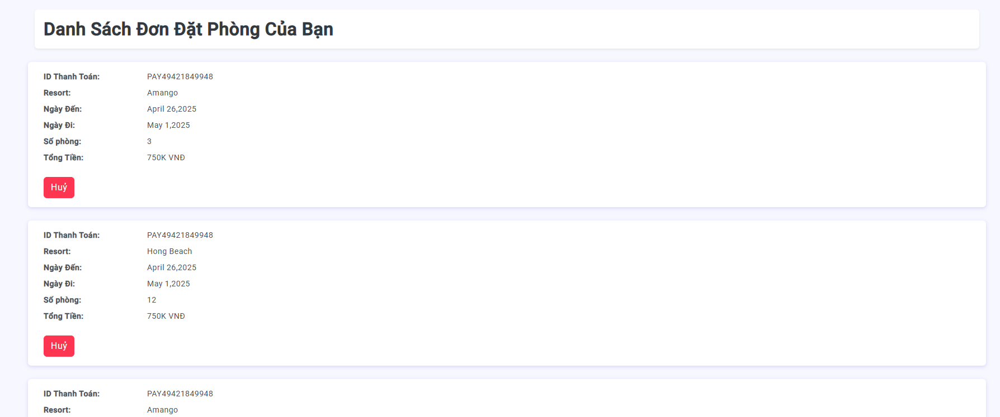 Danh Sách Đơn Đặt Phòng Của Bạn
ID Thanh Toán: PAY49421849948
Resort: Amango
Ngày Đến: April 26,2025
Ngày Đi: May 1,2025
Số phòng: 3
Tổng Tiền: 750K VNĐ
Huỷ
ID Thanh Toán: PAY49421849948
Resort: Hong Beach
Ngày Đến: April 26,2025
Ngày Đi: May 1,2025
Số phòng: 12
Tổng Tiền: 750K VNĐ
Huỷ
ID Thanh Toán: PAY49421849948
Resort: Amango